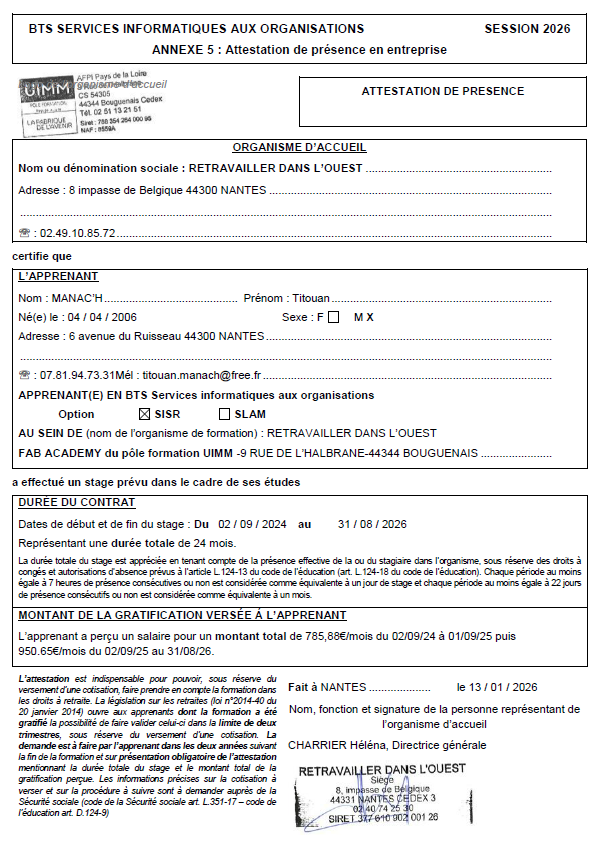 BTS SERVICES INFORMATIQUES AUX ORGANISATIONS SESSION 2026
ANNEXE 5 : Attestation de présence en entreprise
UIMM
PÔLE FORMATION
LA FABRIQUE
DE L'AVENIR
AFPI Pays de la Loire
organisme d'accueil
CS 54305
44344 Bouguenais Cedex
Tél. 02 51 13 21 51
Siret : 788 354 264 000 95
NAF : 8559A
ATTESTATION DE PRESENCE
ORGANISME D'ACCUEIL
Nom ou dénomination sociale : RETRAVAILLER DANS L'OUEST
Adresse : 8 impasse de Belgique 44300 NANTES
☏ : 02.49.10.85.72
certifie que
L'APPRENANT
Nom : MANAC'H Prénom : Titouan
Né(e) le : 04 / 04 / 2006 Sexe : F ☐ M X
Adresse : 6 avenue du Ruisseau 44300 NANTES
☏ : 07.81.94.73.31Mél : titouan.manach@free.fr
APPRENANT(E) EN BTS Services informatiques aux organisations
Option ☒ SISR ☐ SLAM
AU SEIN DE (nom de l'organisme de formation) : RETRAVAILLER DANS L'OUEST
FAB ACADEMY du pôle formation UIMM -9 RUE DE L'HALBRANE-44344 BOUGUENAIS
a effectué un stage prévu dans le cadre de ses études
DURÉE DU CONTRAT
Dates de début et de fin du stage : Du 02 / 09 / 2024 au 31 / 08 / 2026
Représentant une durée totale de 24 mois.
La durée totale du stage est appréciée en tenant compte de la présence effective de la ou du stagiaire dans l'organisme, sous réserve des droits à
congés et autorisations d'absence prévus à l'article L.124-13 du code de l'éducation (art. L.124-18 du code de l'éducation). Chaque période au moins
égale à 7 heures de présence consécutives ou non est considérée comme équivalente à un jour de stage et chaque période au moins égale à 22 jours
de présence consécutifs ou non est considérée comme équivalente à un mois.
MONTANT DE LA GRATIFICATION VERSÉE À L'APPRENANT
L'apprenant a perçu un salaire pour un montant total de 785,88€/mois du 02/09/24 à 01/09/25 puis
950.65€/mois du 02/09/25 au 31/08/26.
L'attestation est indispensable pour pouvoir, sous réserve du
versement d'une cotisation, faire prendre en compte la formation dans
les droits à retraite. La législation sur les retraites (loi n°2014-40 du
20 janvier 2014) ouvre aux apprenants dont la formation a été
gratifié la possibilité de faire valider celui-ci dans la limite de deux
trimestres, sous réserve du versement d'une cotisation. La
demande est à faire par l'apprenant dans les deux années suivant
la fin de la formation et sur présentation obligatoire de l'attestation
mentionnant la durée totale du stage et le montant total de la
gratification perçue. Les informations précises sur la cotisation à
verser et sur la procédure à suivre sont à demander auprès de la
Sécurité sociale (code de la Sécurité sociale art. L.351-17 – code de
l'éducation art. D.124-9)
Fait à NANTES le 13 / 01 / 2026
Nom, fonction et signature de la personne représentant de
l'organisme d'accueil
CHARRIER Héléna, Directrice générale
RETRAVAILLER DANS L'OUEST
Siège
8, impasse de Belgique
44331 NANTES CEDEX 3
02 40 74 25 30
SIRET 377 610 902 001 26